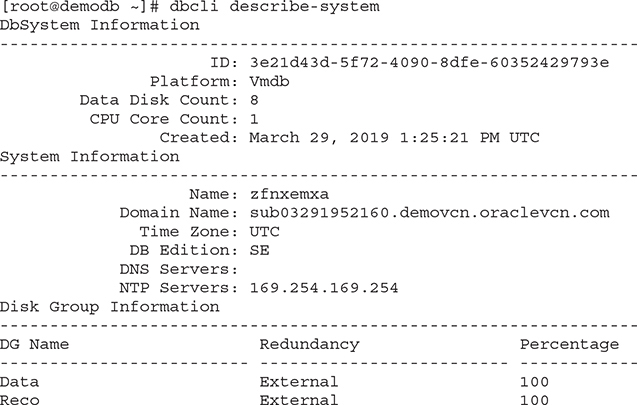 [root@demodb ~]# dbcli describe-system
DbSystem Information
----------------------------------------------------------------
ID: 3e21d43d-5f72-4090-8dfe-60352429793e
Platform: Vmdb
Data Disk Count: 8
CPU Core Count: 1
Created: March 29, 2019 1:25:21 PM UTC
System Information
----------------------------------------------------------------
Name: zfnxemxa
Domain Name: sub03291952160.demovcn.oraclevcn.com
Time Zone: UTC
DB Edition: SE
DNS Servers:
NTP Servers: 169.254.169.254
Disk Group Information
----------------------------------------------------------------
DG Name Redundancy Percentage
------------------------- ------------------------- ------------
Data External 100
Reco External 100